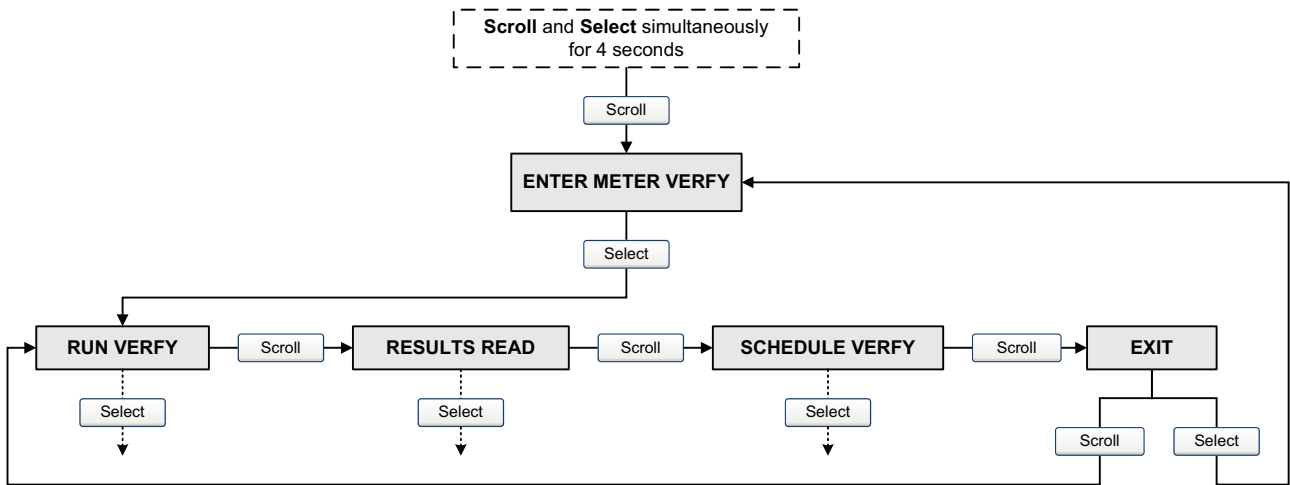 Scroll and Select simultaneously
for 4 seconds
Scroll
ENTER METER VERFY
Select
RUN VERFY
Scroll
RESULTS READ
Scroll
SCHEDULE VERFY
Scroll
EXIT
Select
Select
Select
Scroll
Select